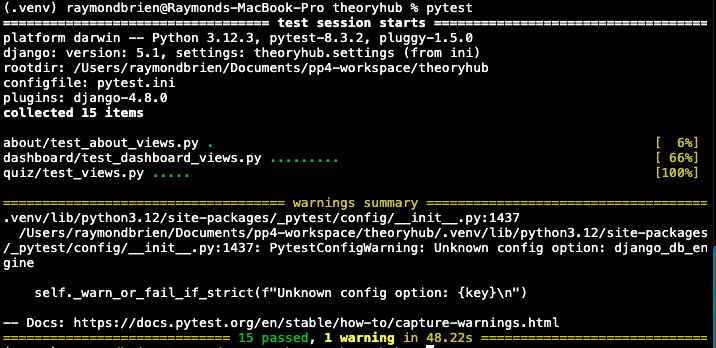 (.venv) raymondbrien@Raymonds-MacBook-Pro theoryhub % pytest
================================== test session starts ===================================
platform darwin -- Python 3.12.3, pytest-8.3.2, pluggy-1.5.0
django: version: 5.1, settings: theoryhub.settings (from ini)
rootdir: /Users/raymondbrien/Documents/pp4-workspace/theoryhub
configfile: pytest.ini
plugins: django-4.8.0
collected 15 items
about/test_about_views.py . [  6%]
dashboard/test_dashboard_views.py ......... [ 66%]
quiz/test_views.py ..... [100%]
==================================== warnings summary ====================================
.venv/lib/python3.12/site-packages/_pytest/config/__init__.py:1437
  /Users/raymondbrien/Documents/pp4-workspace/theoryhub/.venv/lib/python3.12/site-packages
/_pytest/config/__init__.py:1437: PytestConfigWarning: Unknown config option: django_db_en
gine
    self._warn_or_fail_if_strict(f"Unknown config option: {key}\n")
-- Docs: https://docs.pytest.org/en/stable/how-to/capture-warnings.html
============================= 15 passed, 1 warning in 48.22s =============================